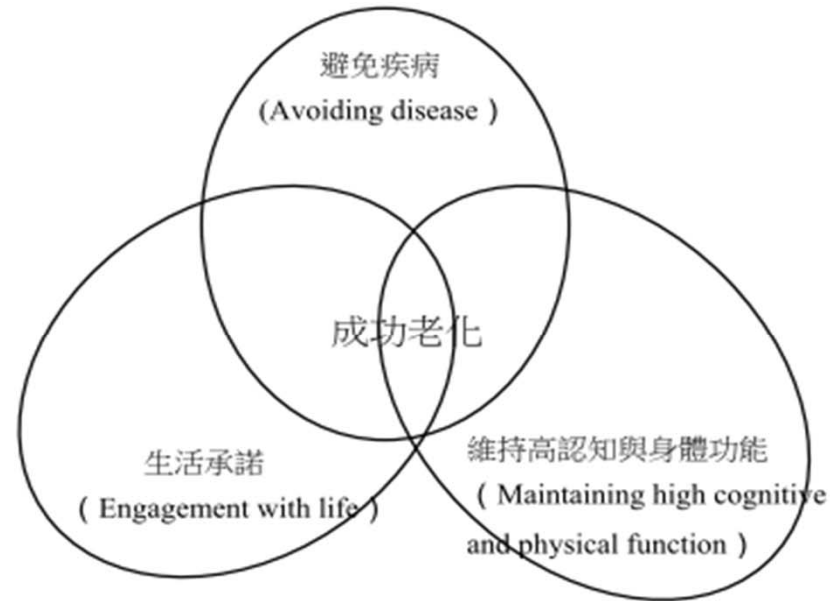 避免疾病
(Avoiding disease )
成功老化
生活承諾
( Engagement with life )
維持高認知與身體功能
( Maintaining high cognitive
and physical function )